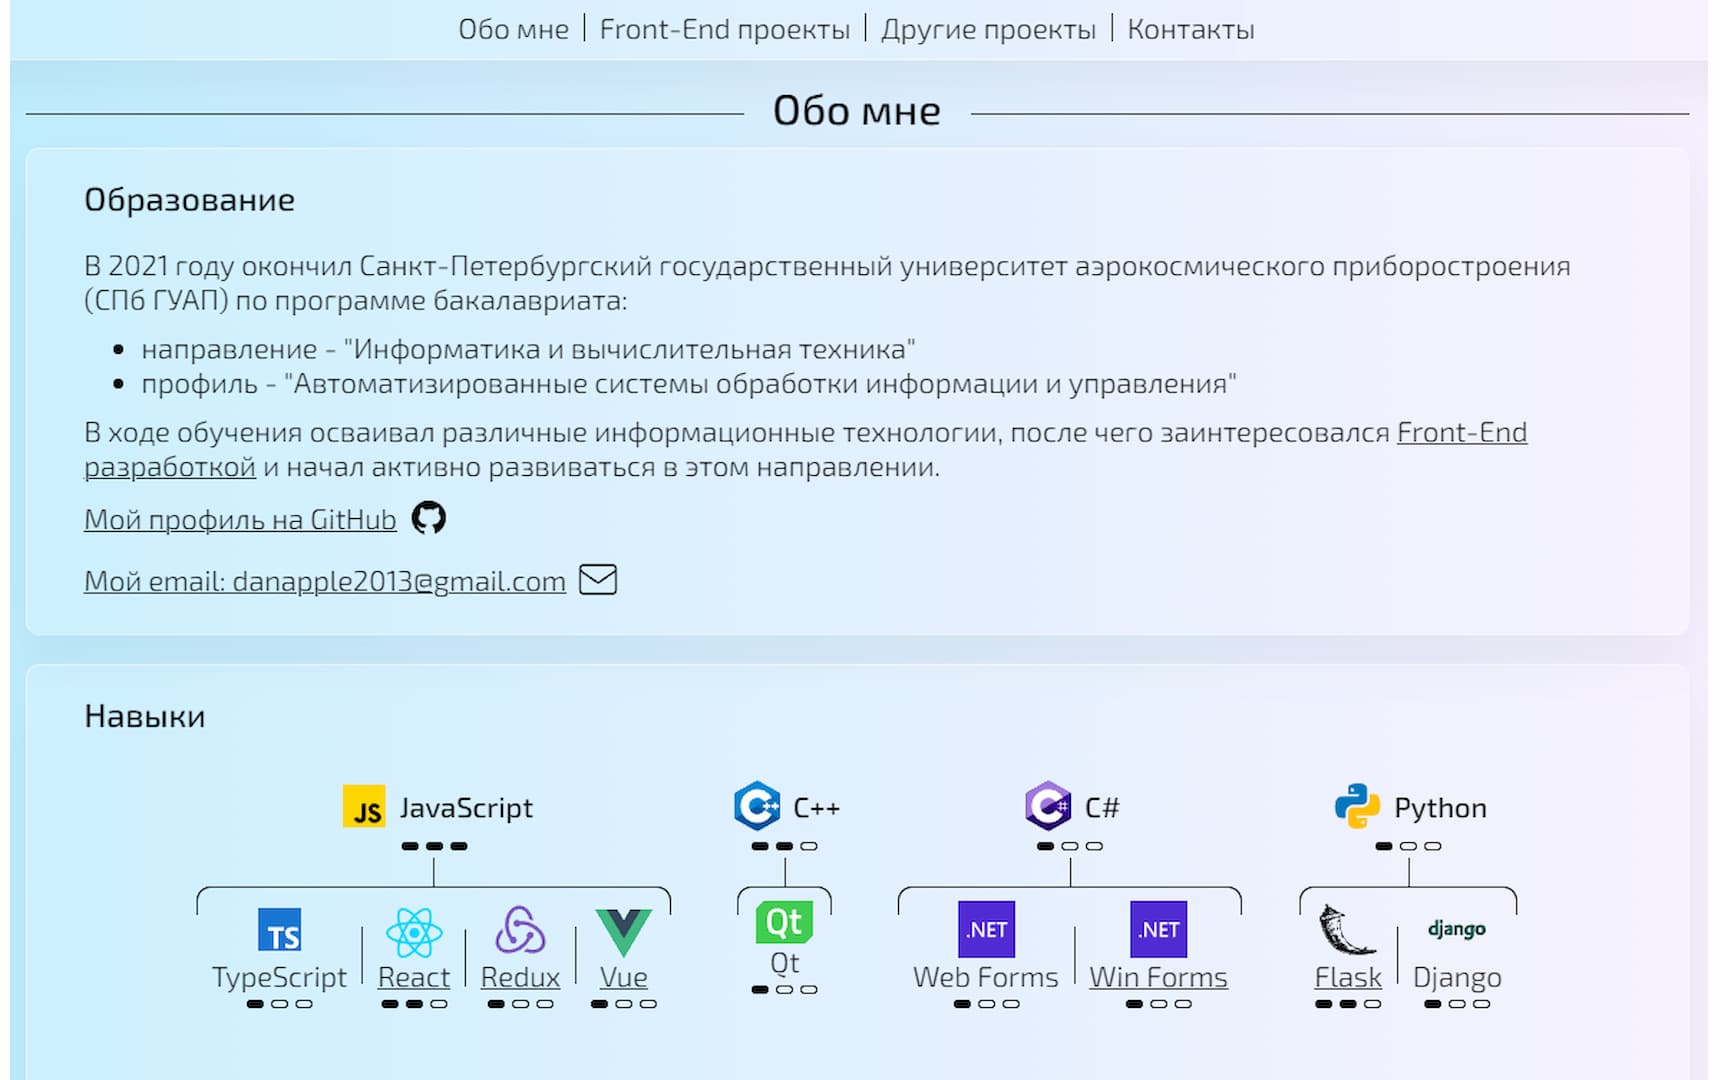 Обо мне | Front-End проекты | Другие проекты | Контакты
Обо мне
Образование
В 2021 году окончил Санкт-Петербургский государственный университет аэрокосмического приборостроения
(СПб ГУАП) по программе бакалавриата:
направление - "Информатика и вычислительная техника"
профиль - "Автоматизированные системы обработки информации и управления"
В ходе обучения осваивал различные информационные технологии, после чего заинтересовался Front-End
разработкой и начал активно развиваться в этом направлении.
Мой профиль на GitHub
Мой email: danapple2013@gmail.com
Навыки
JS JavaScript C++ C# Python
TS Qt .NET .NET django
TypeScript React Redux Vue Qt Web Forms Win Forms Flask Django